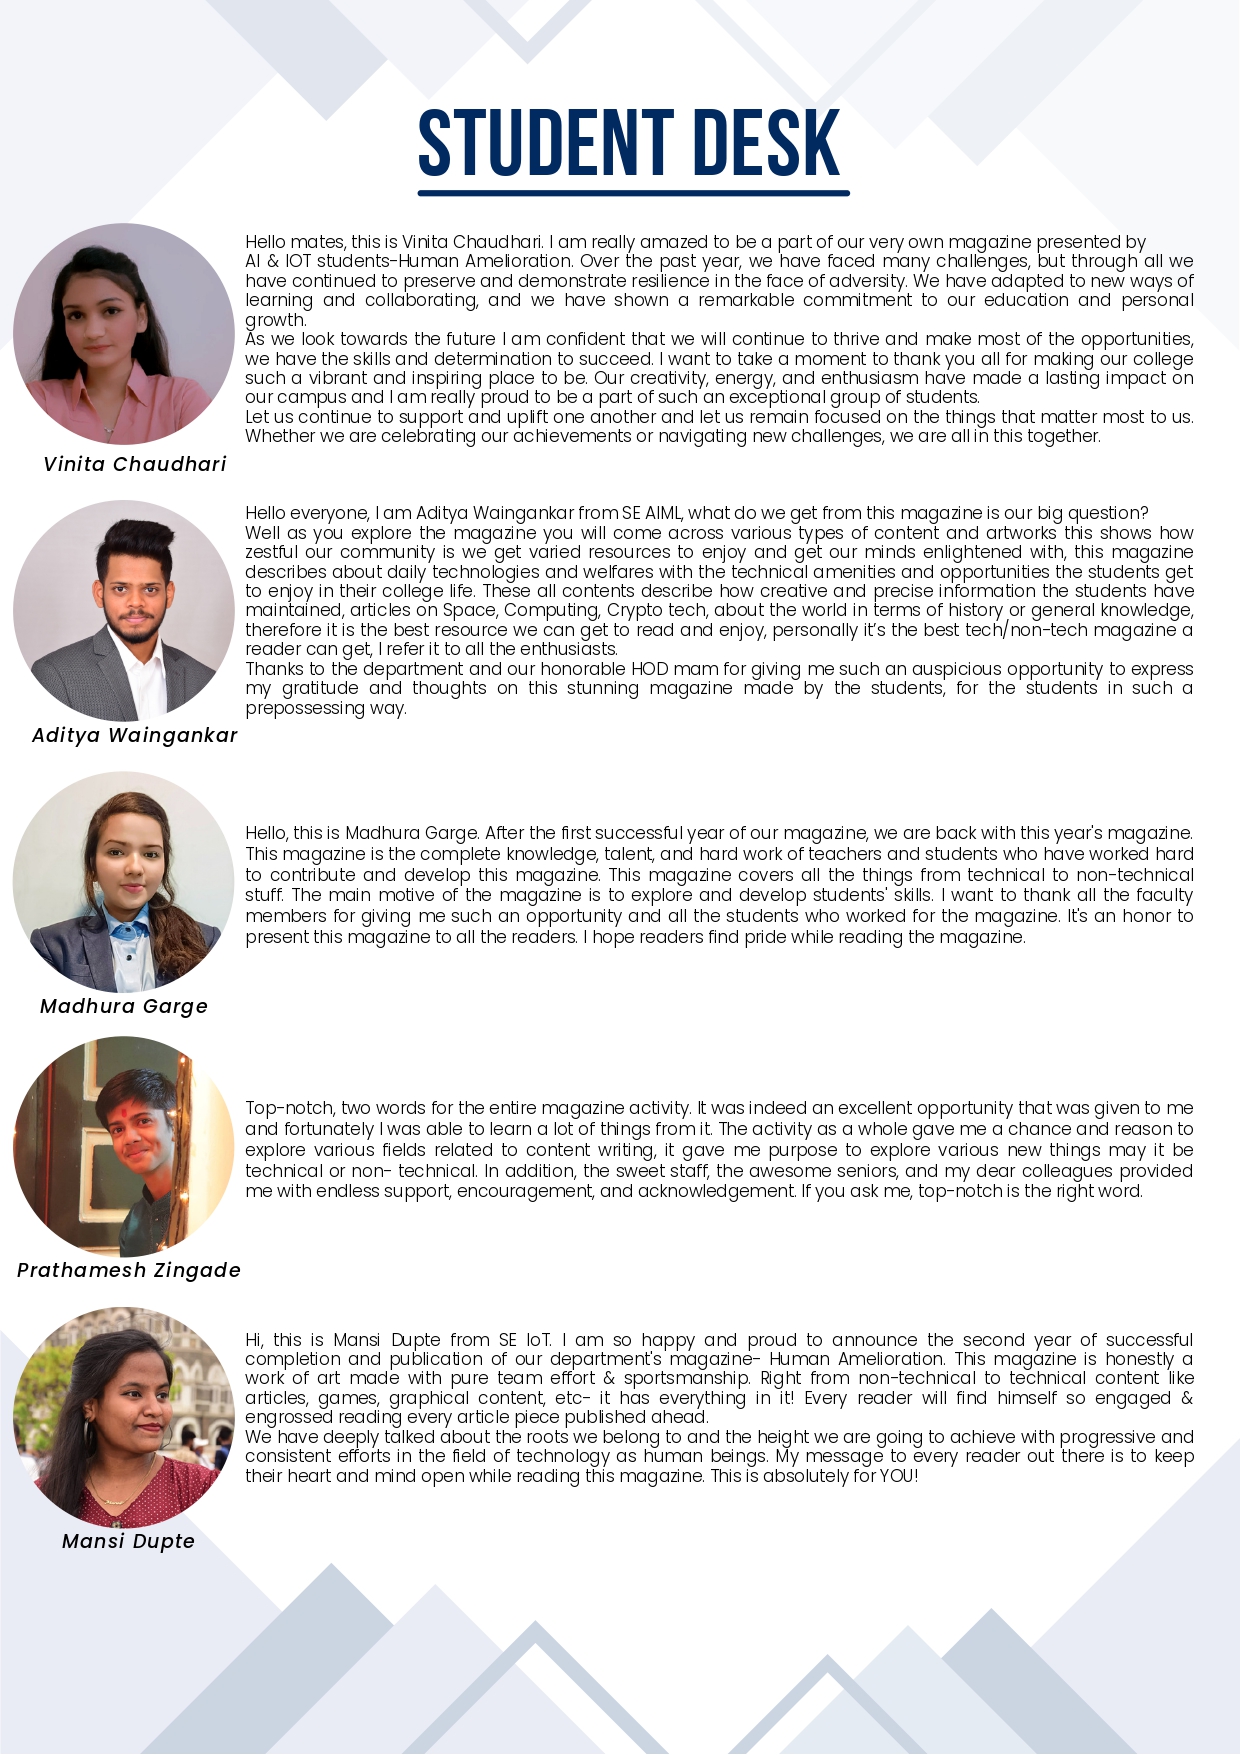 STUDENT DESK
Hello mates, this is Vinita Chaudhari. I am really amazed to be a part of our very own magazine presented by
AI & IOT students-Human Amelioration. Over the past year, we have faced many challenges, but through all we
have continued to preserve and demonstrate resilience in the face of adversity. We have adapted to new ways of
learning and collaborating, and we have shown a remarkable commitment to our education and personal
growth.
As we look towards the future I am confident that we will continue to thrive and make most of the opportunities,
we have the skills and determination to succeed. I want to take a moment to thank you all for making our college
such a vibrant and inspiring place to be. Our creativity, energy, and enthusiasm have made a lasting impact on
our campus and I am really proud to be a part of such an exceptional group of students.
Let us continue to support and uplift one another and let us remain focused on the things that matter most to us.
Whether we are celebrating our achievements or navigating new challenges, we are all in this together.
Vinita Chaudhari
Hello everyone, I am Aditya Waingankar from SE AIML, what do we get from this magazine is our big question?
Well as you explore the magazine you will come across various types of content and artworks this shows how
zestful our community is we get varied resources to enjoy and get our minds enlightened with, this magazine
describes about daily technologies and welfares with the technical amenities and opportunities the students get
to enjoy in their college life. These all contents describe how creative and precise information the students have
maintained, articles on Space, Computing, Crypto tech, about the world in terms of history or general knowledge,
therefore it is the best resource we can get to read and enjoy, personally it’s the best tech/non-tech magazine a
reader can get, I refer it to all the enthusiasts.
Thanks to the department and our honorable HOD mam for giving me such an auspicious opportunity to express
my gratitude and thoughts on this stunning magazine made by the students, for the students in such a
prepossessing way.
Aditya Waingankar
Hello, this is Madhura Garge. After the first successful year of our magazine, we are back with this year's magazine.
This magazine is the complete knowledge, talent, and hard work of teachers and students who have worked hard
to contribute and develop this magazine. This magazine covers all the things from technical to non-technical
stuff. The main motive of the magazine is to explore and develop students' skills. I want to thank all the faculty
members for giving me such an opportunity and all the students who worked for the magazine. It's an honor to
present this magazine to all the readers. I hope readers find pride while reading the magazine.
Madhura Garge
Top-notch, two words for the entire magazine activity. It was indeed an excellent opportunity that was given to me
and fortunately I was able to learn a lot of things from it. The activity as a whole gave me a chance and reason to
explore various fields related to content writing, it gave me purpose to explore various new things may it be
technical or non- technical. In addition, the sweet staff, the awesome seniors, and my dear colleagues provided
me with endless support, encouragement, and acknowledgement. If you ask me, top-notch is the right word.
Prathamesh Zingade
Hi, this is Mansi Dupte from SE IoT. I am so happy and proud to announce the second year of successful
completion and publication of our department's magazine- Human Amelioration. This magazine is honestly a
work of art made with pure team effort & sportsmanship. Right from non-technical to technical content like
articles, games, graphical content, etc- it has everything in it! Every reader will find himself so engaged &
engrossed reading every article piece published ahead.
We have deeply talked about the roots we belong to and the height we are going to achieve with progressive and
consistent efforts in the field of technology as human beings. My message to every reader out there is to keep
their heart and mind open while reading this magazine. This is absolutely for YOU!
Mansi Dupte